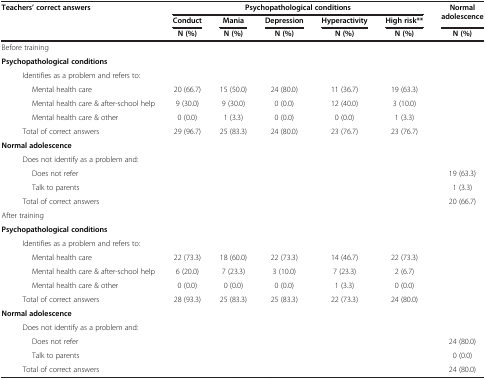 Teachers' correct answers Psychopathological conditions Normal adolescence
Conduct Mania Depression Hyperactivity High risk**
N (%) N (%) N (%) N (%) N (%) N (%)
Before training
Psychopathological conditions
Identifies as a problem and refers to:
Mental health care 20 (66.7) 15 (50.0) 24 (80.0) 11 (36.7) 19 (63.3)
Mental health care & after-school help 9 (30.0) 9 (30.0) 0 (0.0) 12 (40.0) 3 (10.0)
Mental health care & other 0 (0.0) 1 (3.3) 0 (0.0) 0 (0.0) 1 (3.3)
Total of correct answers 29 (96.7) 25 (83.3) 24 (80.0) 23 (76.7) 23 (76.7)
Normal adolescence
Does not identify as a problem and:
Does not refer 19 (63.3)
Talk to parents 1 (3.3)
Total of correct answers 20 (66.7)
After training
Psychopathological conditions
Identifies as a problem and refers to:
Mental health care 22 (73.3) 18 (60.0) 22 (73.3) 14 (46.7) 22 (73.3)
Mental health care & after-school help 6 (20.0) 7 (23.3) 3 (10.0) 7 (23.3) 2 (6.7)
Mental health care & other 0 (0.0) 0 (0.0) 0 (0.0) 1 (3.3) 0 (0.0)
Total of correct answers 28 (93.3) 25 (83.3) 25 (83.3) 22 (73.3) 24 (80.0)
Normal adolescence
Does not identify as a problem and:
Does not refer 24 (80.0)
Talk to parents 0 (0.0)
Total of correct answers 24 (80.0)